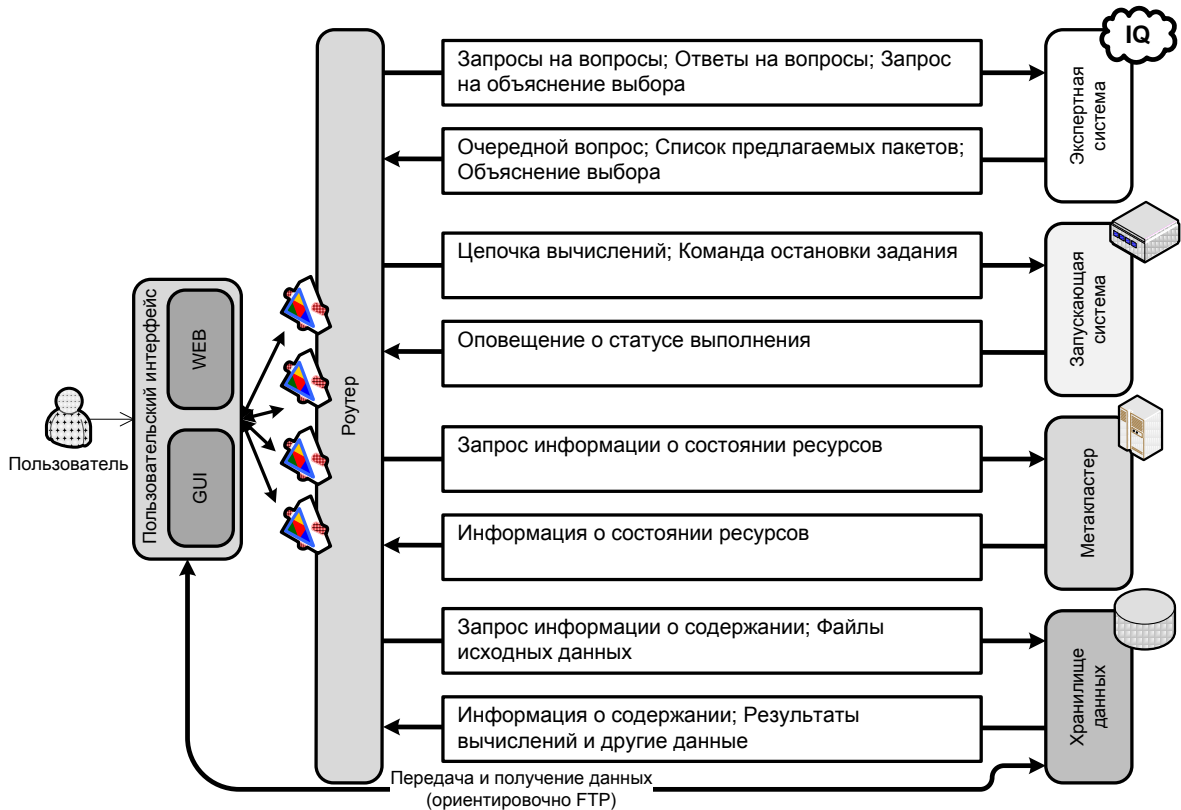 IQ
Запросы на вопросы; Ответы на вопросы; Запрос
на объяснение выбора
Экспертная
система
Очередной вопрос; Список предлагаемых пакетов;
Объяснение выбора
Цепочка вычислений; Команда остановки задания
Запускающая
система
Оповещение о статусе выполнения
Пользовательский интерфейс
WEB
GUI
Роутер
Пользователь
Запрос информации о состоянии ресурсов
Метакластер
Информация о состоянии ресурсов
Запрос информации о содержании; Файлы
исходных данных
Хранилище
данных
Информация о содержании; Результаты
вычислений и другие данные
Передача и получение данных
(ориентировочно FTP)